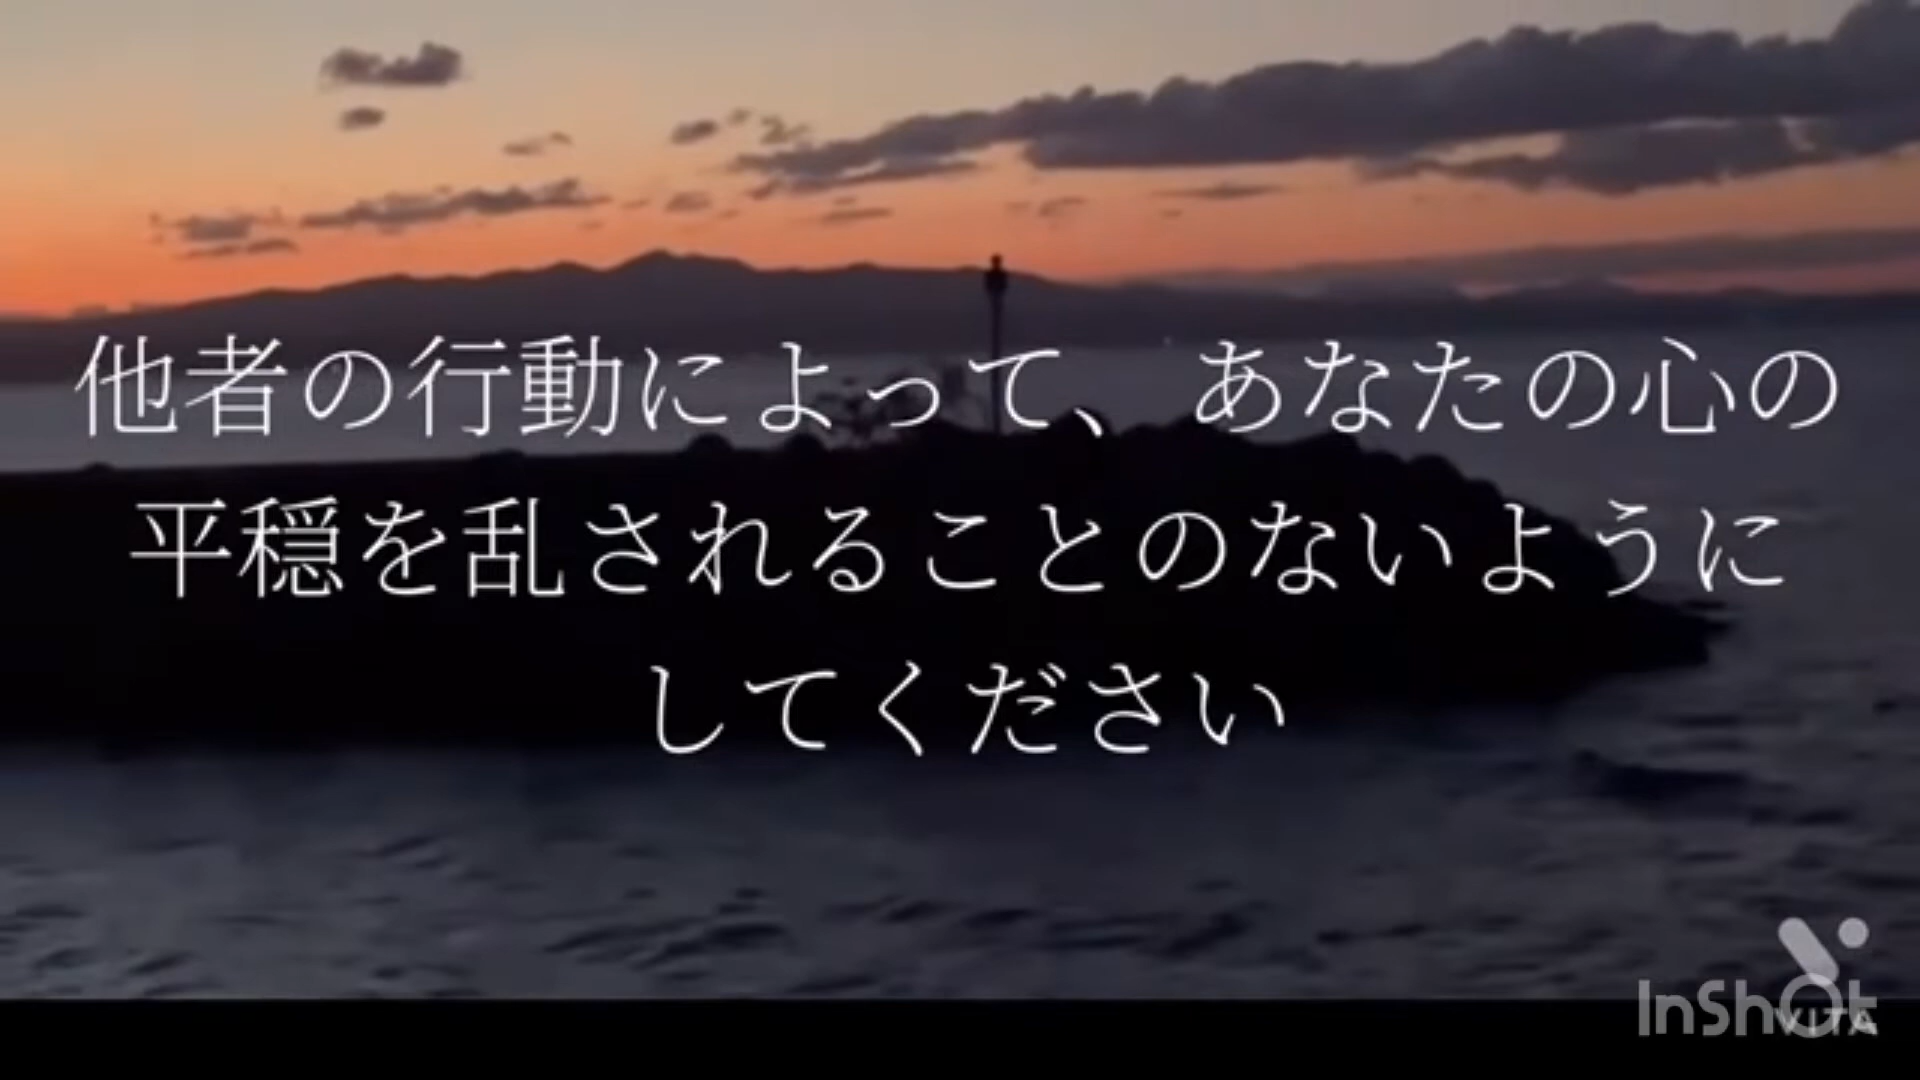 他者の行動によって、あなたの心の
平穏を乱されることのないように
してください
InShOt
VITA